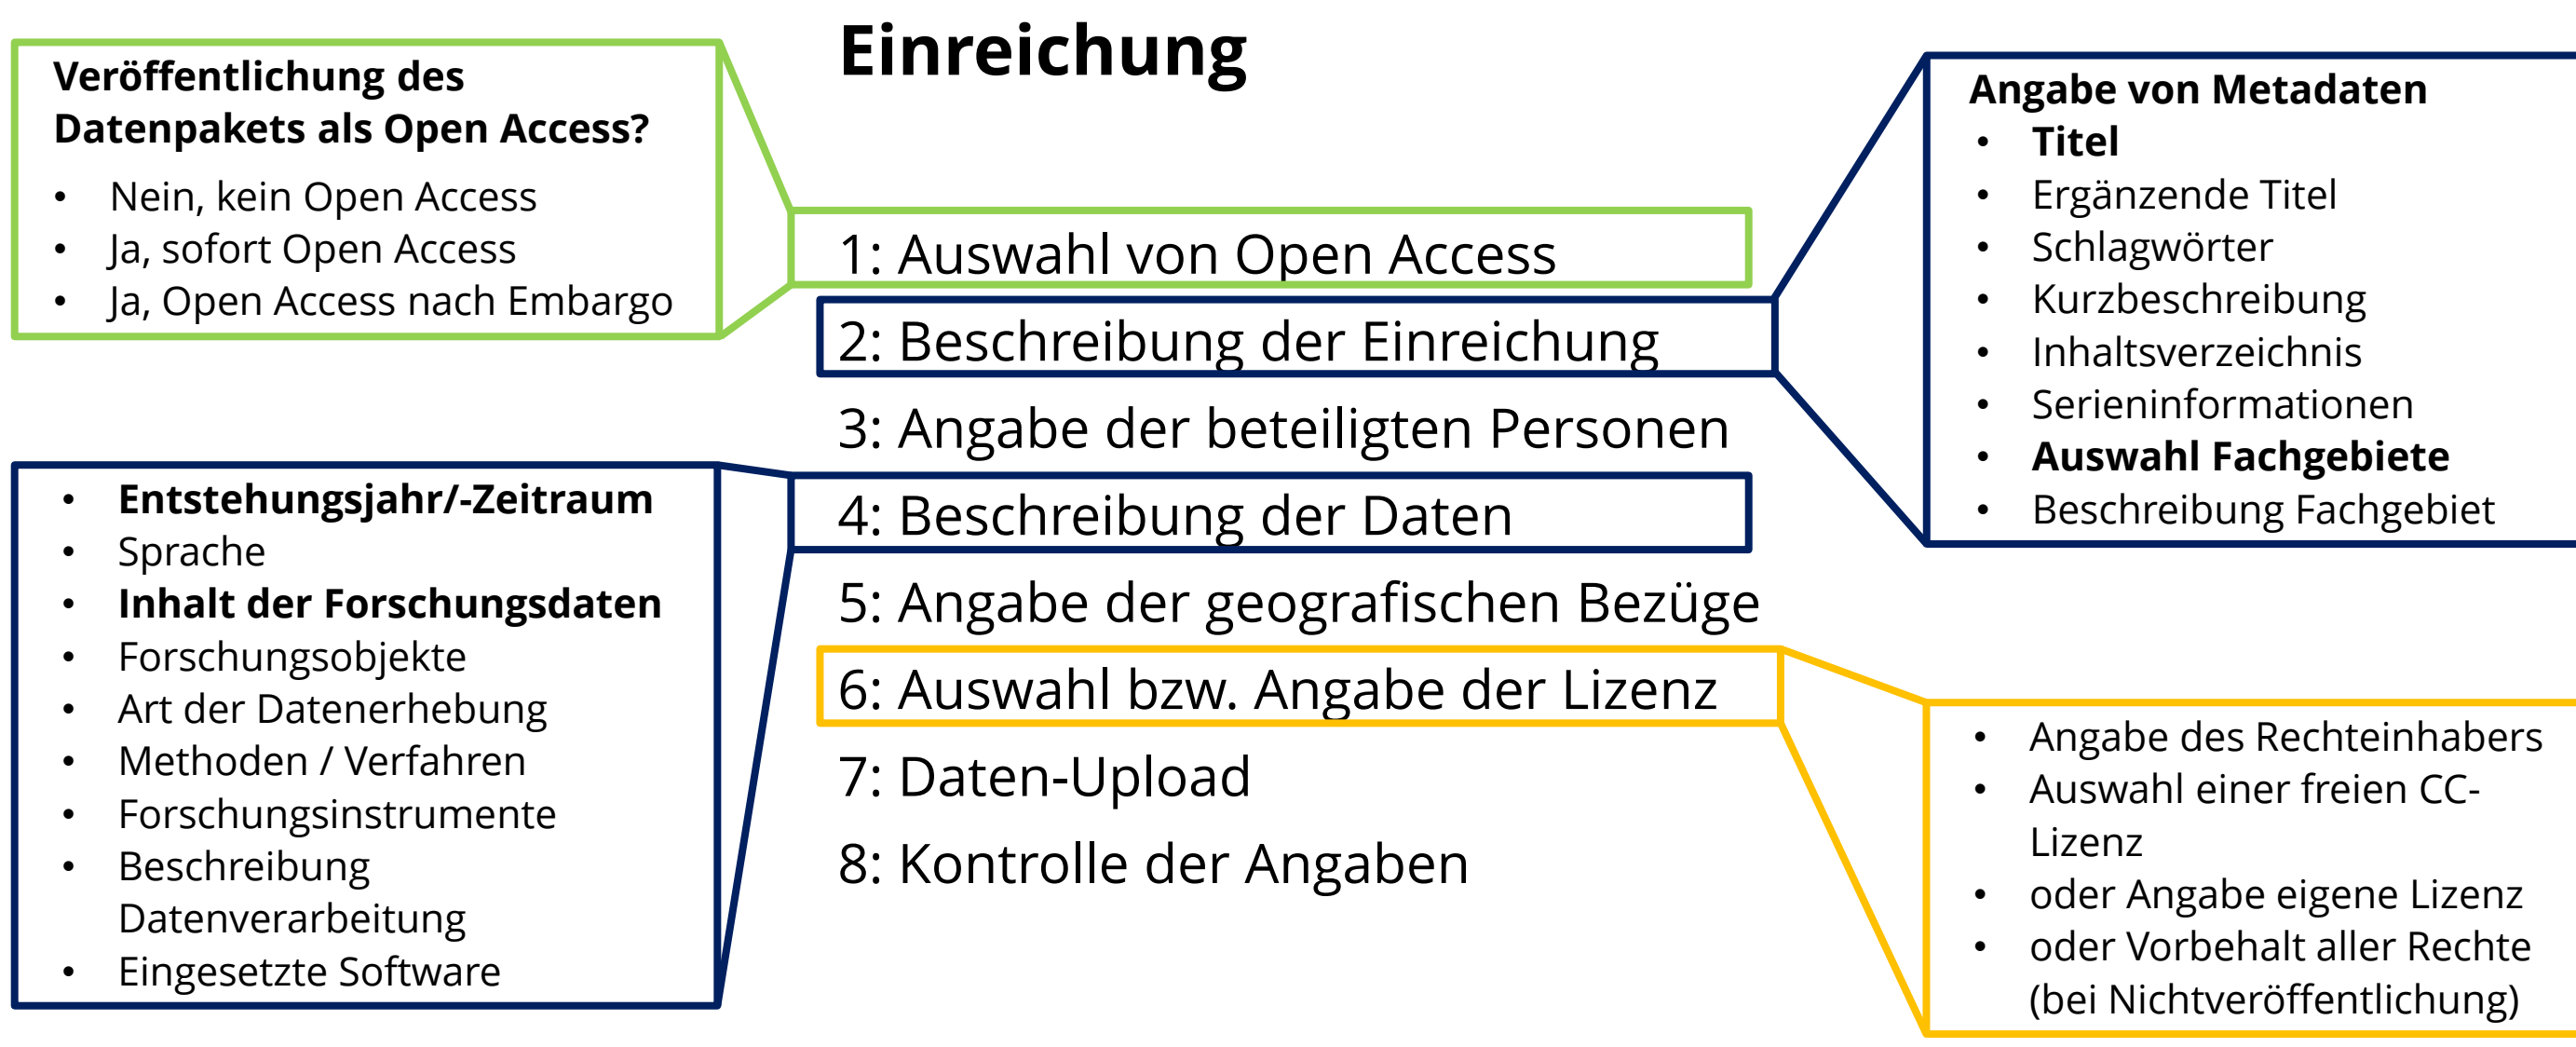 Einreichung
Veröffentlichung des
Datenpakets als Open Access?
• Nein, kein Open Access
• Ja, sofort Open Access
• Ja, Open Access nach Embargo
1: Auswahl von Open Access
2: Beschreibung der Einreichung
3: Angabe der beteiligten Personen
4: Beschreibung der Daten
5: Angabe der geografischen Bezüge
6: Auswahl bzw. Angabe der Lizenz
7: Daten-Upload
8: Kontrolle der Angaben
Angabe von Metadaten
• Titel
• Ergänzende Titel
• Schlagwörter
• Kurzbeschreibung
• Inhaltsverzeichnis
• Serieninformationen
• Auswahl Fachgebiete
• Beschreibung Fachgebiet
• Entstehungsjahr/-Zeitraum
• Sprache
• Inhalt der Forschungsdaten
• Forschungsobjekte
• Art der Datenerhebung
• Methoden / Verfahren
• Forschungsinstrumente
• Beschreibung
Datenverarbeitung
• Eingesetzte Software
• Angabe des Rechteinhabers
• Auswahl einer freien CC-
Lizenz
• oder Angabe eigene Lizenz
• oder Vorbehalt aller Rechte
(bei Nichtveröffentlichung)